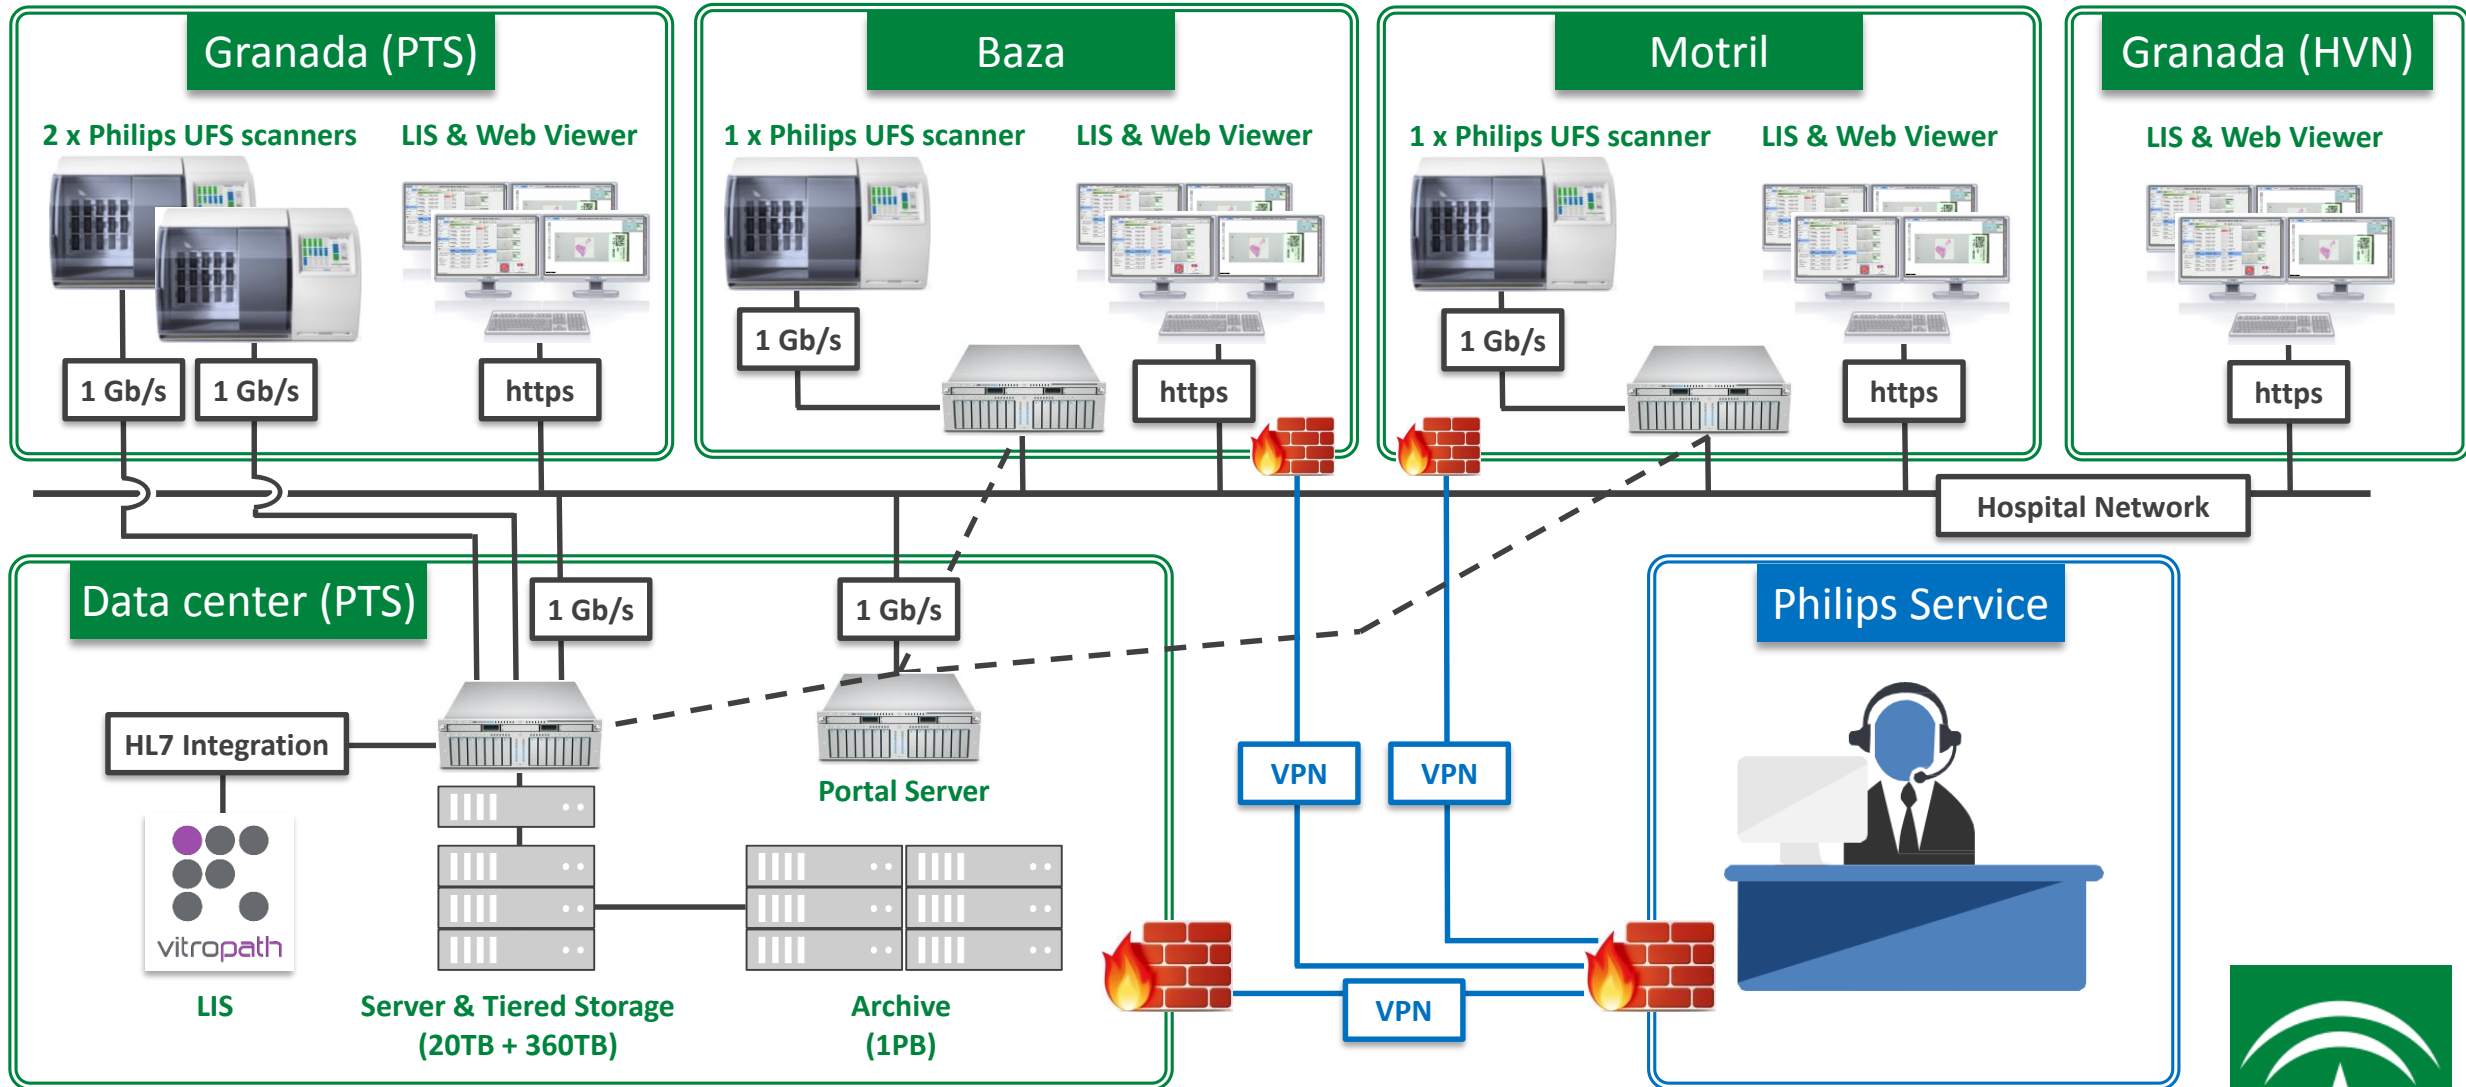 Granada (PTS)
2 x Philips UFS scanners
LIS & Web Viewer
1 Gb/s
1 Gb/s
https
Baza
1 x Philips UFS scanner
LIS & Web Viewer
1 Gb/s
https
Motril
1 x Philips UFS scanner
LIS & Web Viewer
1 Gb/s
https
Granada (HVN)
LIS & Web Viewer
https
Hospital Network
Data center (PTS)
1 Gb/s
1 Gb/s
HL7 Integration
Portal Server
vitropath
LIS
Server & Tiered Storage
(20TB + 360TB)
Archive
(1PB)
VPN
VPN
VPN
Philips Service